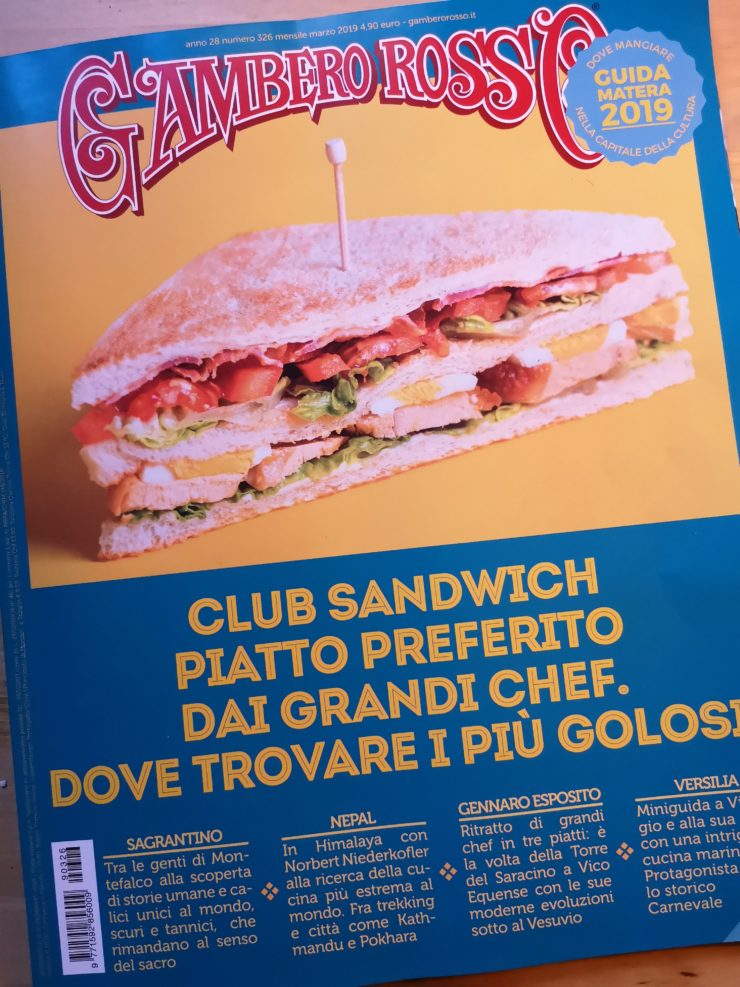 anno 28 numero 326 mensile marzo 2019 4,90 euro - gamberorosso.it
GAMBERO ROSSO®
DOVE MANGIARE
GUIDA
MATERA
2019
NELLA CAPITALE DELLA CULTURA
CLUB SANDWICH
PIATTO PREFERITO
DAI GRANDI CHEF.
DOVE TROVARE I PIÙ GOLOSI
SAGRANTINO
Tra le genti di Mon-
tefalco alla scoperta
di storie umane e ca-
lici unici al mondo,
scuri e tannici, che
rimandano al senso
del sacro
NEPAL
In Himalaya con
Norbert Niederkofler
alla ricerca della cu-
cina più estrema al
mondo. Fra trekking
e città come Kath-
mandu e Pokhara
GENNARO ESPOSITO
Ritratto di grandi
chef in tre piatti: è
la volta della Torre
del Saracino a Vico
Equense con le sue
moderne evoluzioni
sotto al Vesuvio
VERSILIA
Miniguida a Vi
gio e alla sua
con una intrig
cucina marin
Protagonista
lo storico
Carnevale
90326
9 771592 856009